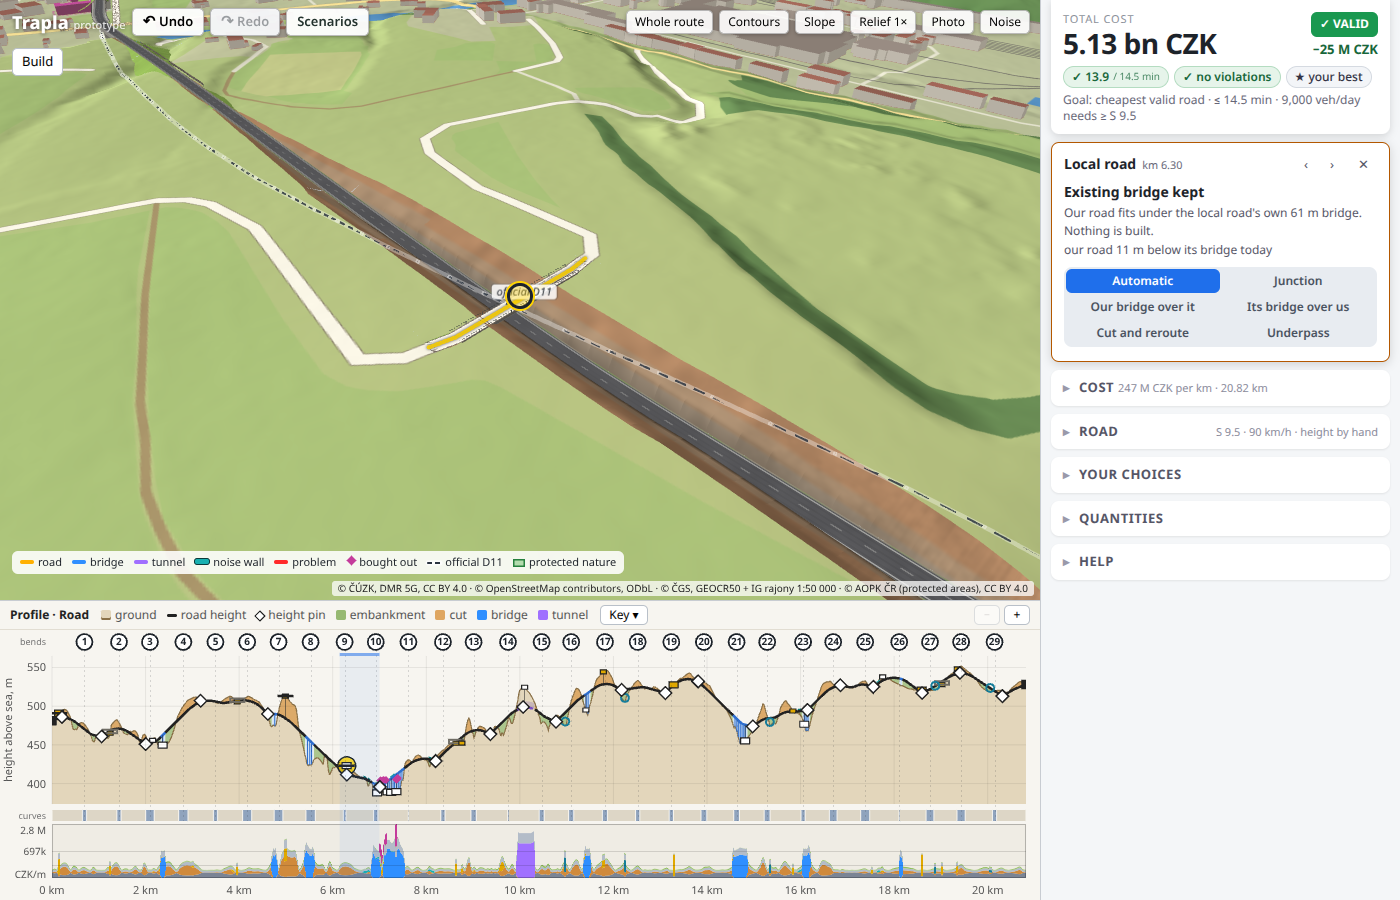 Trapla prototype
↶ Undo
↷ Redo
Scenarios
Whole route
Contours
Slope
Relief 1×
Photo
Noise
Build
road
bridge
tunnel
noise wall
problem
bought out
official D11
protected nature
© ČÚZK, DMR 5G, CC BY 4.0 · © OpenStreetMap contributors, ODbL · © ČGS, GEOCR50 + IG rajony 1:50 000 · © AOPK ČR (protected areas), CC BY 4.0
TOTAL COST
✓ VALID
5.13 bn CZK
−25 M CZK
✓ 13.9 / 14.5 min
✓ no violations
★ your best
Goal: cheapest valid road · ≤ 14.5 min · 9,000 veh/day
needs ≥ S 9.5
Local road km 6.30
‹ › ✕
Existing bridge kept
Our road fits under the local road's own 61 m bridge.
Nothing is built.
our road 11 m below its bridge today
Automatic
Junction
Our bridge over it
Its bridge over us
Cut and reroute
Underpass
▶ COST 247 M CZK per km · 20.82 km
▶ ROAD S 9.5 · 90 km/h · height by hand
▶ YOUR CHOICES
▶ QUANTITIES
▶ HELP
Profile · Road
ground
road height
height pin
embankment
cut
bridge
tunnel
Key ▾
−
+
bends
1 2 3 4 5 6 7 8 9 10 11 12 13 14 15 16 17 18 19 20 21 22 23 24 25 26 27 28 29
height above sea, m
550
500
450
400
curves
2.8 M
697k
CZK/m
0 km 2 km 4 km 6 km 8 km 10 km 12 km 14 km 16 km 18 km 20 km